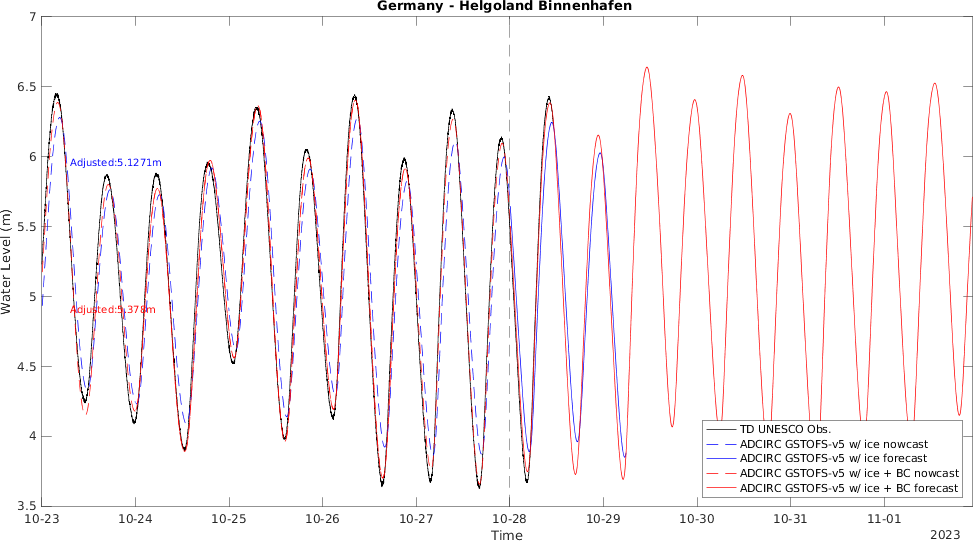 Germany - Helgoland Binnenhafen
7
6.5
6
5.5
5
4.5
4
3.5
Water Level (m)
Adjusted:5.1271m
Adjusted:5.378m
TD UNESCO Obs.
ADCIRC GSTOFS-v5 w/ ice nowcast
ADCIRC GSTOFS-v5 w/ ice forecast
ADCIRC GSTOFS-v5 w/ ice + BC nowcast
ADCIRC GSTOFS-v5 w/ ice + BC forecast
10-23 10-24 10-25 10-26 10-27 10-28 10-29 10-30 10-31 11-01
Time
2023